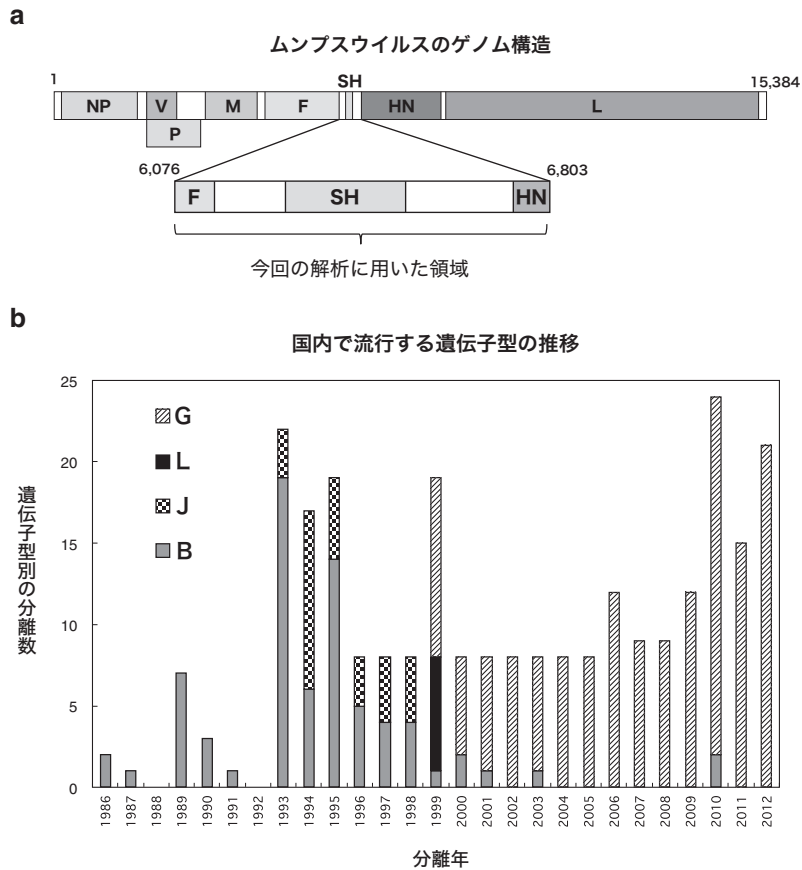 a
ムンプスウイルスのゲノム構造
1
SH
15,384
NP
V
M
F
HN
L
P
6,076
6,803
F
SH
HN
今回の解析に用いた領域
b
国内で流行する遺伝子型の推移
25
20
15
10
5
0
G
L
J
B
遺伝子型別の分離数
1986
1987
1988
1989
1990
1991
1992
1993
1994
1995
1996
1997
1998
1999
2000
2001
2002
2003
2004
2005
2006
2007
2008
2009
2010
2011
2012
分離年